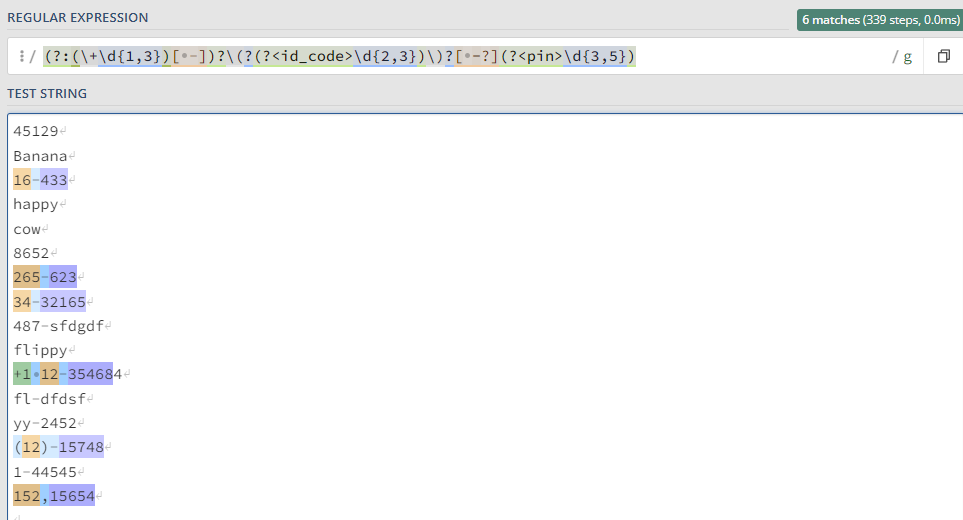 REGULAR EXPRESSION
6 matches (339 steps, 0.0ms)
/ (?:(\+\d{1,3})[ -])?\(?(?<id_code>\d{2,3})\)?[ -?](?<pin>\d{3,5}) / g
TEST STRING
45129
Banana
16-433
happy
cow
8652
265-623
34-32165
487-sfdgdf
flippy
+1 12-354684
fl-dfdsf
yy-2452
(12)-15748
1-44545
152,15654